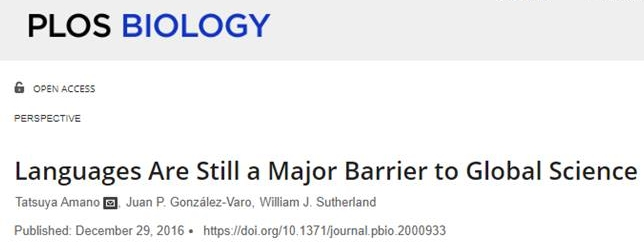 PLOS BIOLOGY
OPEN ACCESS
PERSPECTIVE
Languages Are Still a Major Barrier to Global Science
Tatsuya Amano, Juan P. González-Varo, William J. Sutherland
Published: December 29, 2016 • https://doi.org/10.1371/journal.pbio.2000933